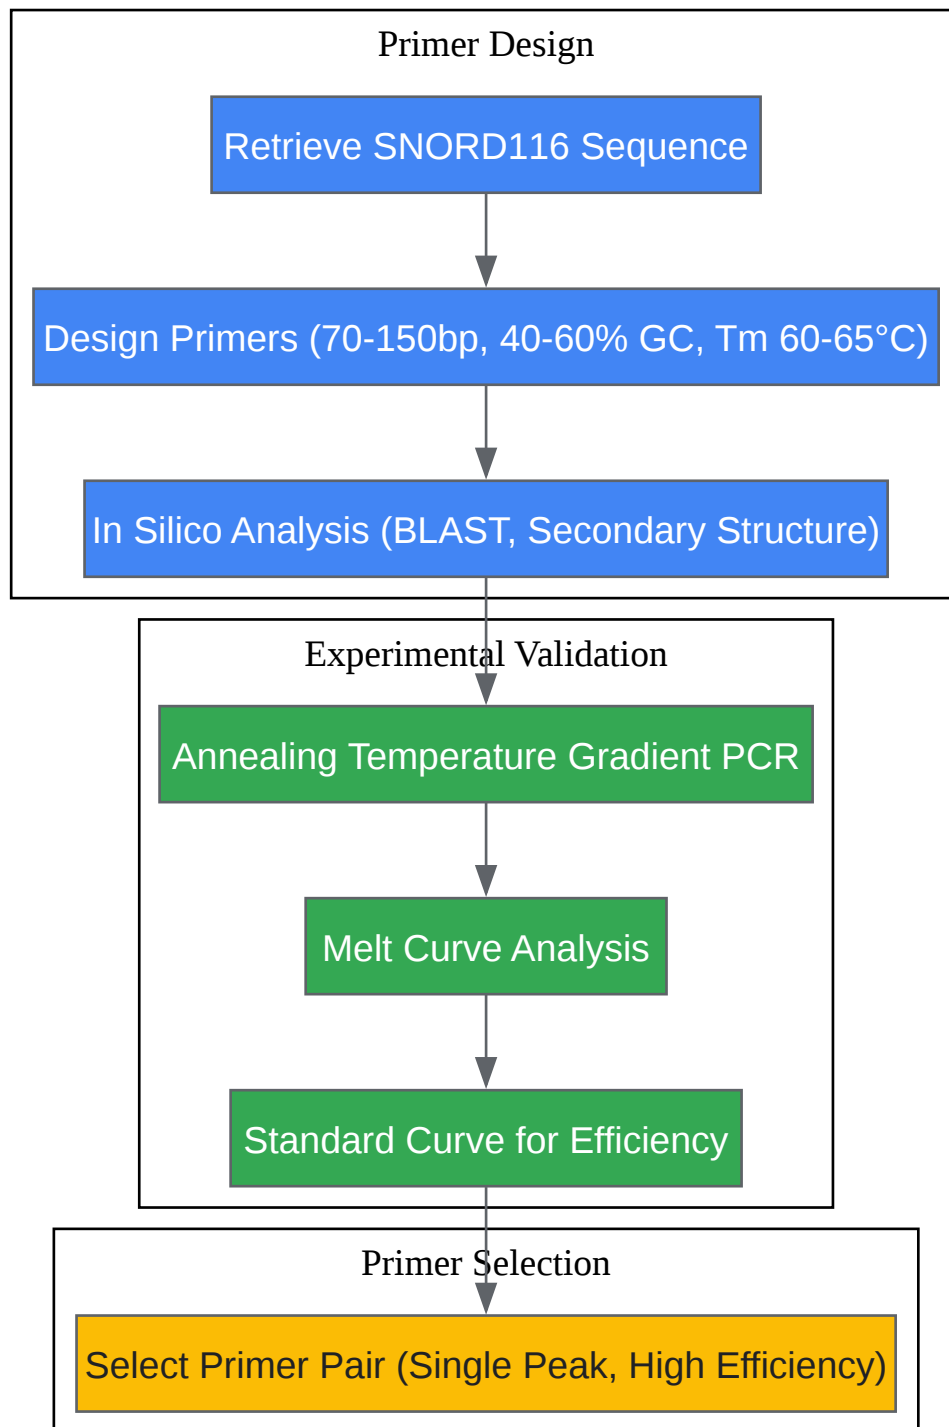 Primer Design
Retrieve SNORD116 Sequence
Design Primers (70-150bp, 40-60% GC, Tm 60-65°C)
In Silico Analysis (BLAST, Secondary Structure)
Experimental Validation
Annealing Temperature Gradient PCR
Melt Curve Analysis
Standard Curve for Efficiency
Primer Selection
Select Primer Pair (Single Peak, High Efficiency)